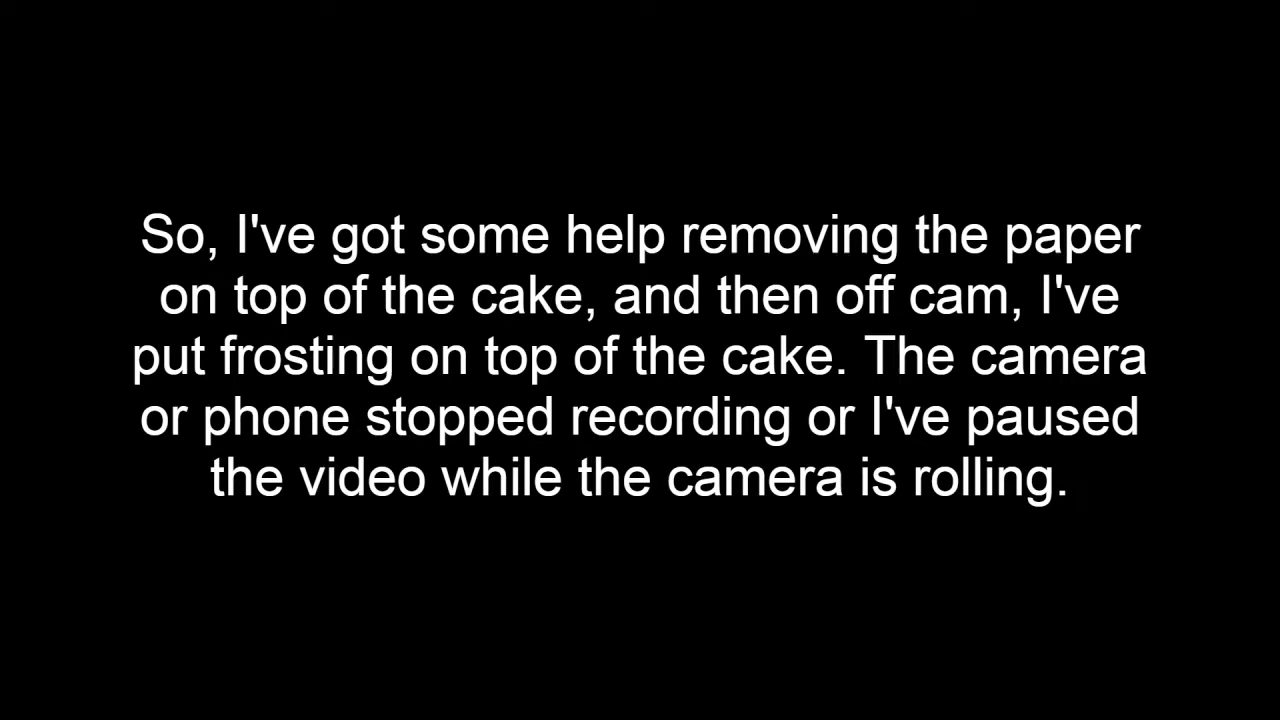 So, I've got some help removing the paper
on top of the cake, and then off cam, I've
put frosting on top of the cake. The camera
or phone stopped recording or I've paused
the video while the camera is rolling.